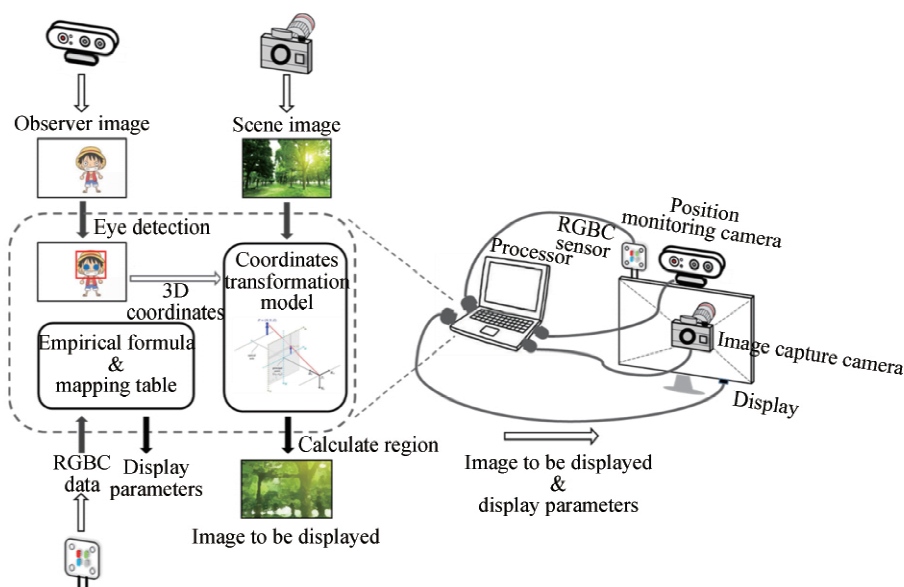 Observer image
Scene image
Eye detection
3D
coordinates
Coordinates
transformation
model
Empirical formula
&
mapping table
RGBC
data
Display
parameters
Calculate region
Image to be displayed
Processor
RGBC
sensor
Position
monitoring camera
Image capture camera
Display
Image to be displayed
&
display parameters